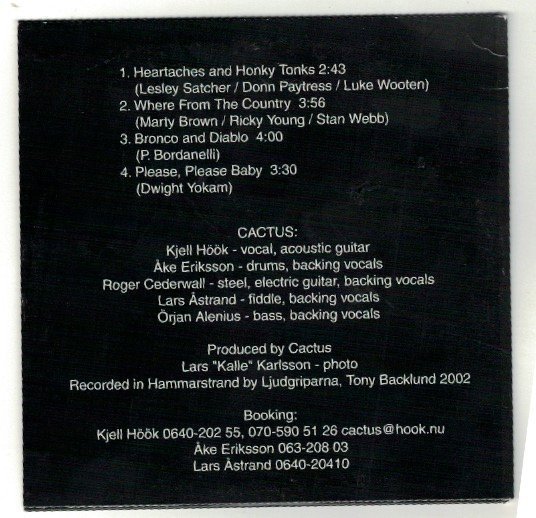 1. Heartaches and Honky Tonks 2:43
(Lesley Satcher / Donn Paytress / Luke Wooten)
2. Where From The Country 3:56
(Marty Brown / Ricky Young / Stan Webb)
3. Bronco and Diablo 4:00
(P. Bordanelli)
4. Please, Please Baby 3:30
(Dwight Yokam)
CACTUS:
Kjell Höök - vocal, acoustic guitar
Åke Eriksson - drums, backing vocals
Roger Cederwall - steel, electric guitar, backing vocals
Lars Åstrand - fiddle, backing vocals
Örjan Alenius - bass, backing vocals
Produced by Cactus
Lars "Kalle" Karlsson - photo
Recorded in Hammarstrand by Ljudgriparna, Tony Backlund 2002
Booking:
Kjell Höök 0640-202 55, 070-590 51 26 cactus@hook.nu
Åke Eriksson 063-208 03
Lars Åstrand 0640-20410